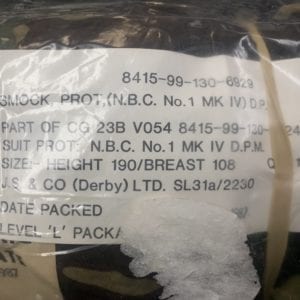 8415-99-130-6929
SMOCK, PROT,(N.B.C. No.1 MK IV) D.P.
PART OF CG 23B V054 8415-99-130-
SUIT PROT: N.B.C. No.1 MK IV D.P.M.
SIZE:- HEIGHT 190/BREAST 108
J.S. & CO (Derby) LTD. SL31a/2230
DATE PACKED
LEVEL 'L' PACKA